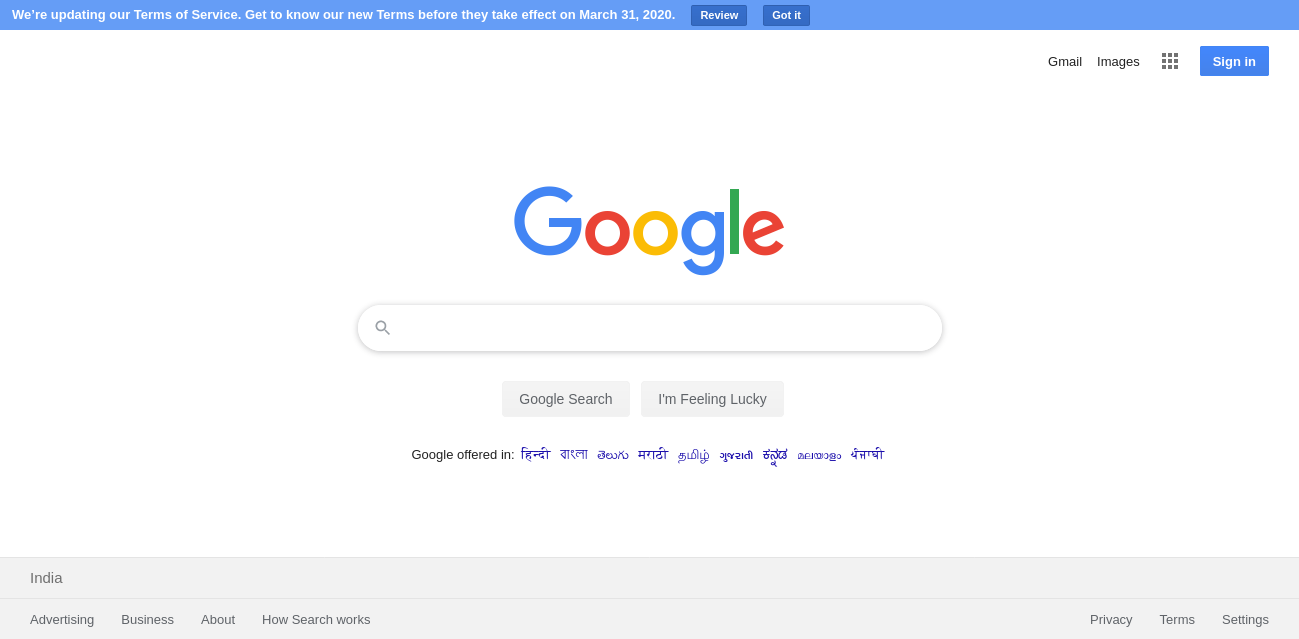 We're updating our Terms of Service. Get to know our new Terms before they take effect on March 31, 2020. Review Got it
Gmail Images Sign in
Google
Google Search I'm Feeling Lucky
Google offered in: हिन्दी বাংলা తెలుగు मराठी தமிழ் ગુજરાતી ಕನ್ನಡ മലയാളം ਪੰਜਾਬੀ
India
Advertising Business About How Search works Privacy Terms Settings